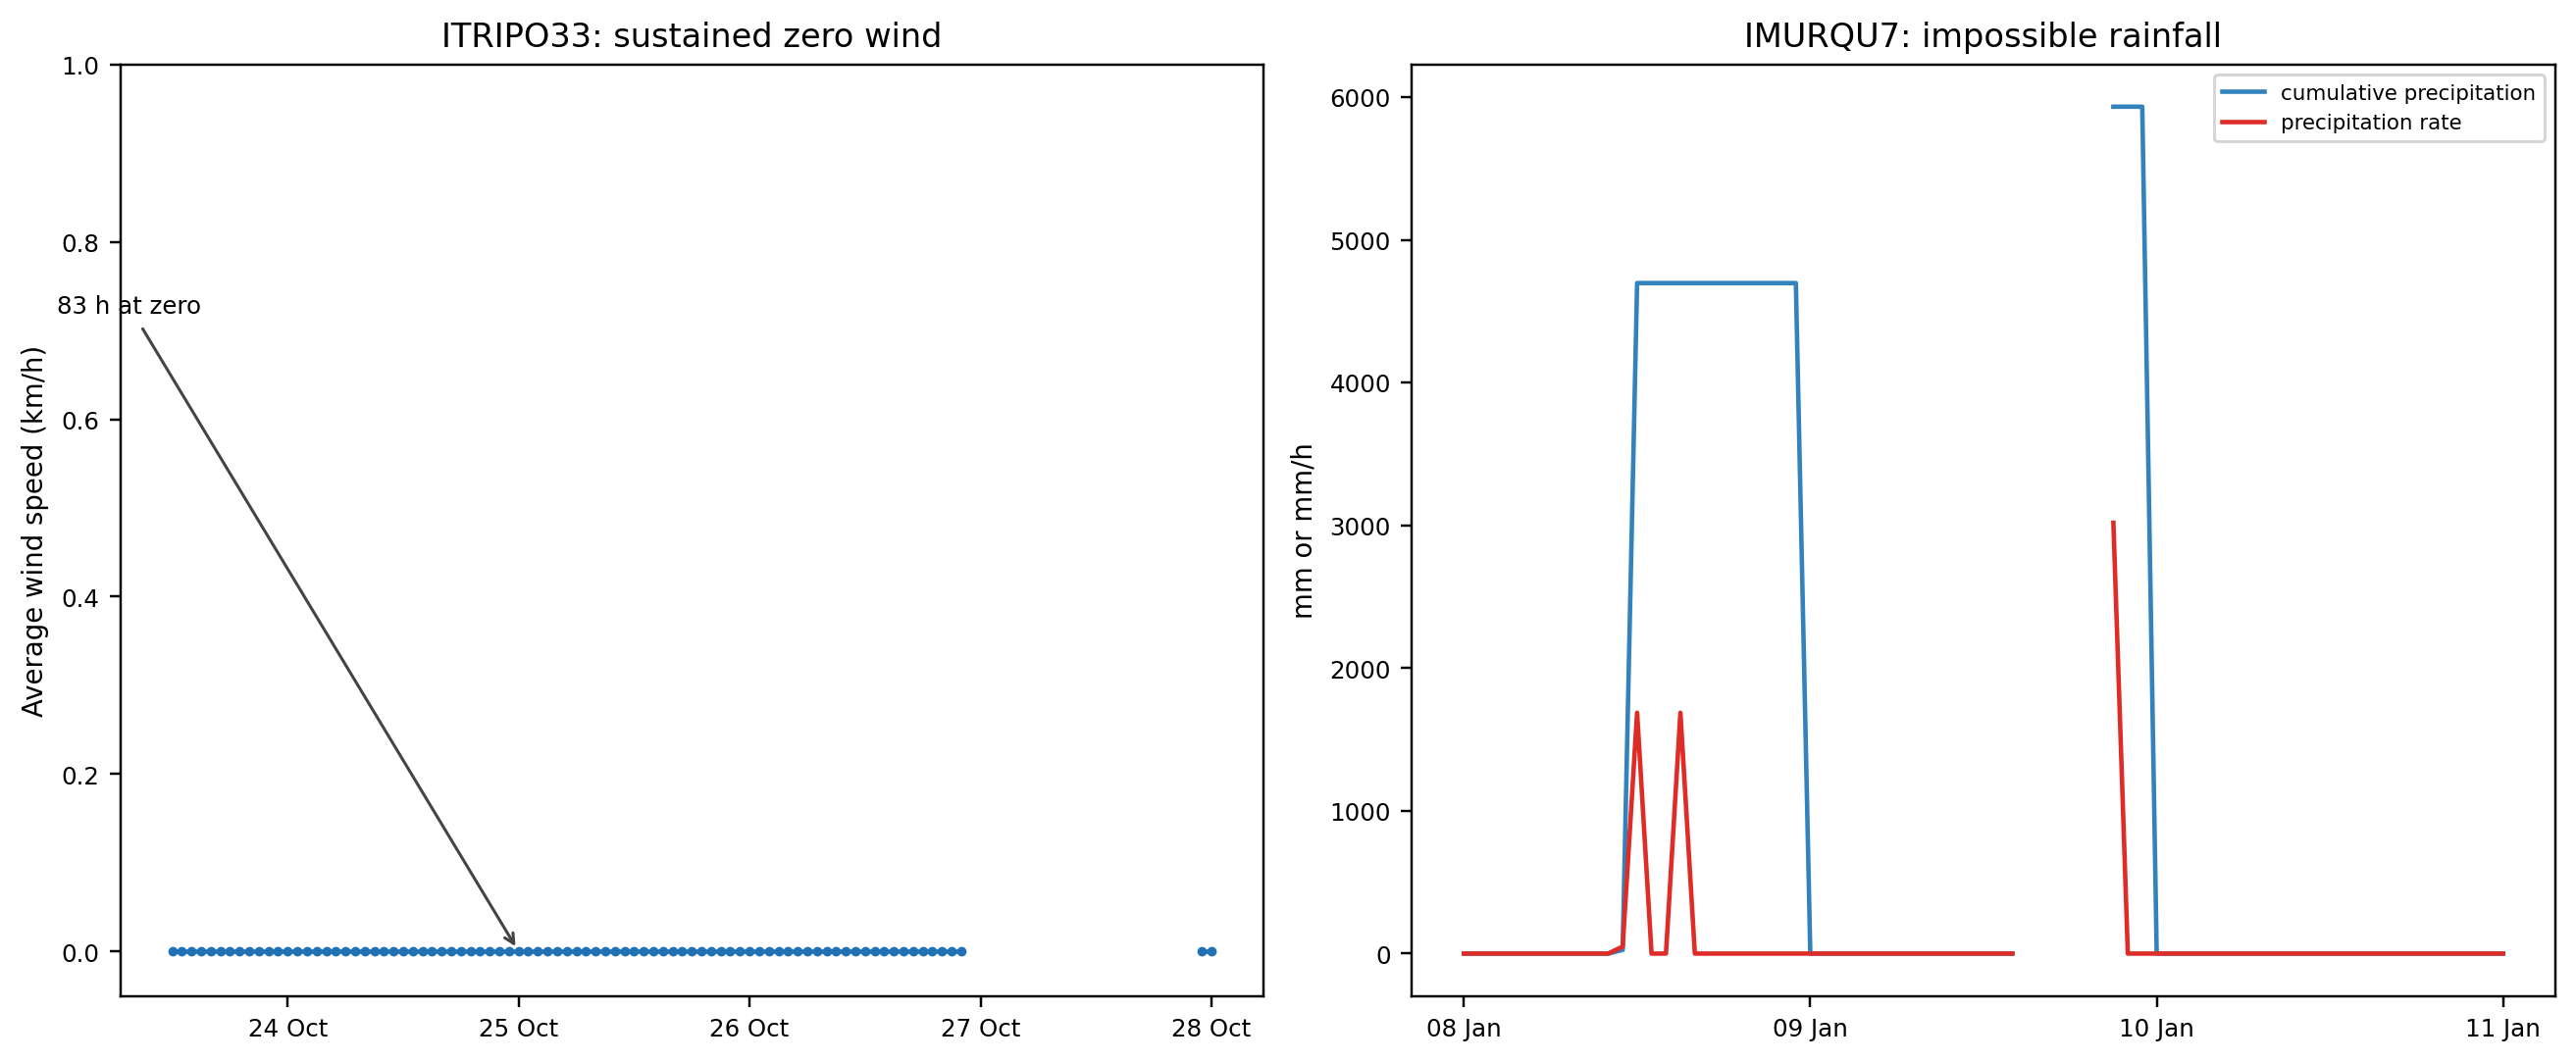 ITRIPO33: sustained zero wind
1.0
0.8
0.6
0.4
0.2
0.0
Average wind speed (km/h)
83 h at zero
24 Oct
25 Oct
26 Oct
27 Oct
28 Oct
IMURQU7: impossible rainfall
6000
5000
4000
3000
2000
1000
0
mm or mm/h
cumulative precipitation
precipitation rate
08 Jan
09 Jan
10 Jan
11 Jan